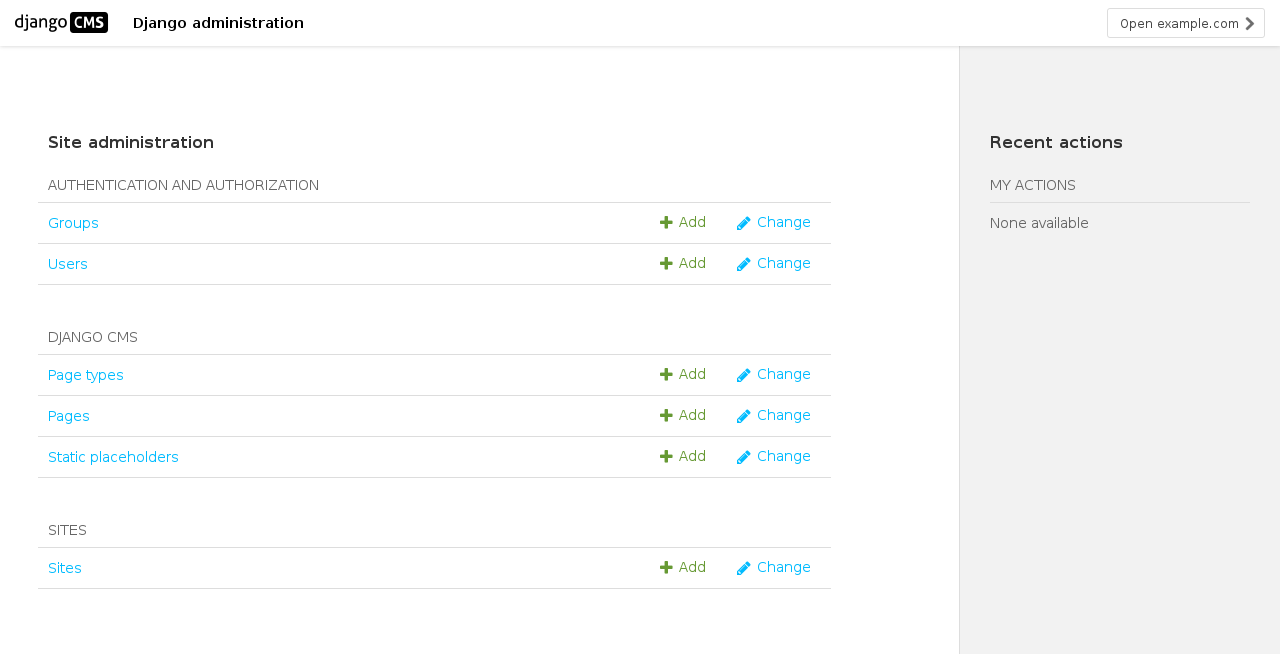 django CMS Django administration Open example.com
Site administration
AUTHENTICATION AND AUTHORIZATION
Groups Add Change
Users Add Change
DJANGO CMS
Page types Add Change
Pages Add Change
Static placeholders Add Change
SITES
Sites Add Change
Recent actions
MY ACTIONS
None available